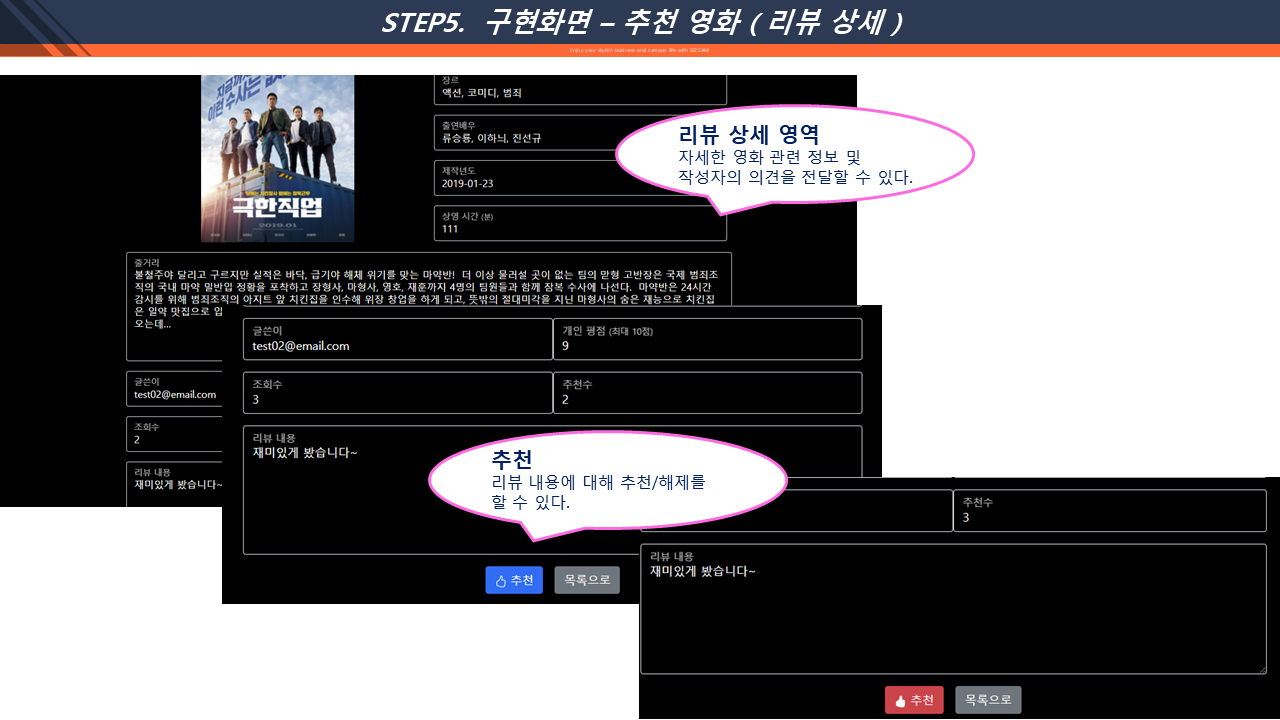 STEP5. 구현화면 – 추천 영화 ( 리뷰 상세 )
Enjoy your stylish business and campus life with BIZCAM
지금까지
이런 수사는 없었다
극한직업
2019.01
장르
액션, 코미디, 범죄
출연배우
류승룡, 이하늬, 진선규
제작년도
2019-01-23
상영 시간 (분)
111
리뷰 상세 영역
자세한 영화 관련 정보 및
작성자의 의견을 전달할 수 있다.
줄거리
불철주야 달리고 구르지만 실적은 바닥, 급기야 해체 위기를 맞는 마약반! 더 이상 물러설 곳이 없는 팀의 맏형 고반장은 국제 범죄조
직의 국내 마약 밀반입 정황을 포착하고 장형사, 마형사, 영호, 재훈까지 4명의 팀원들과 함께 잠복 수사에 나선다. 마약반은 24시간
감시를 위해 범죄조직의 아지트 앞 치킨집을 인수해 위장 창업을 하게 되고, 뜻밖의 절대미각을 지닌 마형사의 숨은 재능으로 치킨집
은 일약 맛집으로 입
오는데...
글쓴이
test02@email.com
조회수
2
리뷰 내용
재미있게 봤습니다~
글쓴이
test02@email.com
개인 평점 (최대 10점)
9
조회수
3
추천수
2
리뷰 내용
재미있게 봤습니다~
추천
리뷰 내용에 대해 추천/해제를
할 수 있다.
추천
목록으로
추천수
3
리뷰 내용
재미있게 봤습니다~
추천
목록으로